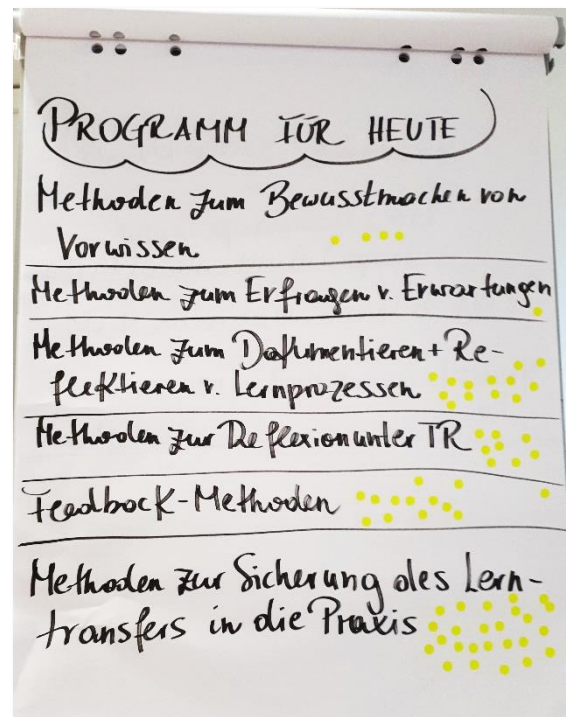 PROGRAMM FÜR HEUTE
Methoden zum Bewusstmachen von
Vorwissen
Methoden zum Erfragen v. Erwartungen
Methoden zum Dokumentieren + Re-
flektieren v. Lernprozessen
Methoden zur Reflexion unter TR
Feedback-Methoden
Methoden zur Sicherung des Lern-
transfers in die Praxis